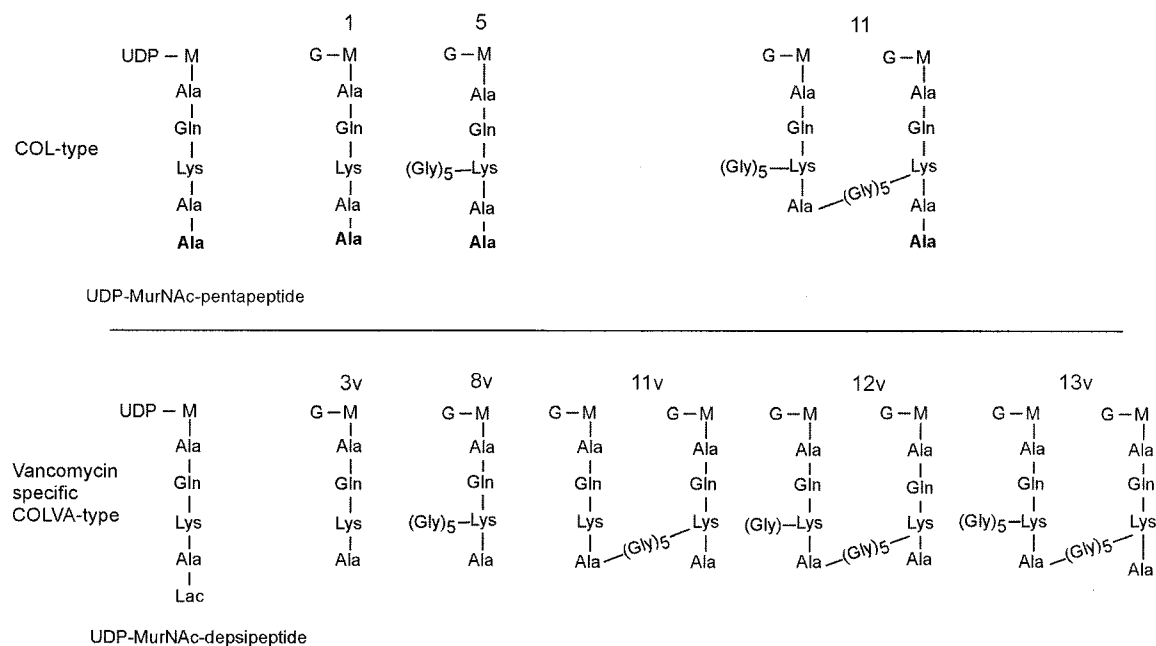 1 5 11
UDP – M G – M G – M G – M G – M
Ala Ala Ala Ala Ala
Gln Gln Gln Gln Gln
COL-type
Lys Lys (Gly)5 – Lys (Gly)5 – Lys Lys
Ala Ala Ala Ala (Gly)5 Ala
Ala Ala Ala Ala
UDP-MurNAc-pentapeptide
3v 8v 11v 12v 13v
UDP – M G – M G – M G – M G – M G – M G – M G – M G – M
Ala Ala Ala Ala Ala Ala Ala Ala Ala
Vancomycin
specific
COLVA-type
Gln Gln Gln Gln Gln Gln Gln Gln Gln
Lys Lys (Gly)5 – Lys Lys Lys (Gly) – Lys Lys (Gly)5 – Lys Lys
Ala Ala Ala Ala (Gly)5 Ala Ala (Gly)5 Ala Ala (Gly)5 Ala
Lac
UDP-MurNAc-depsipeptide